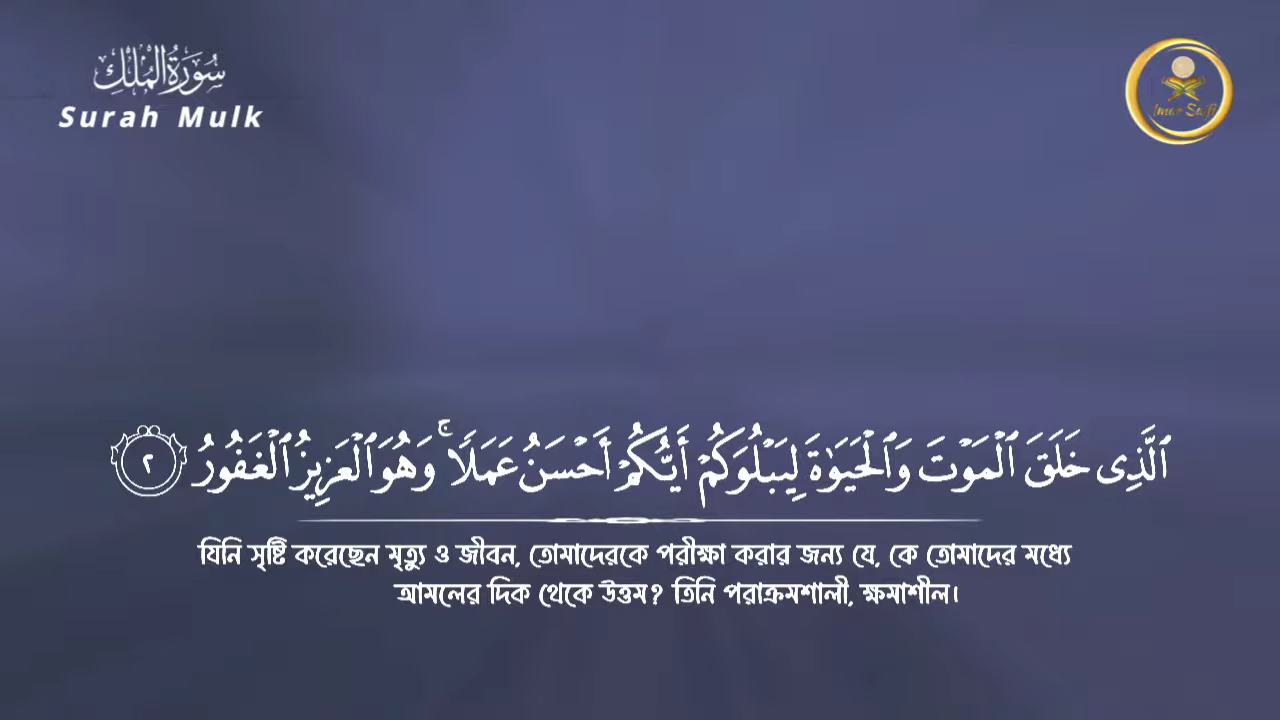 سُورَةُ الْمُلْكِ
Surah Mulk
ٱلَّذِى خَلَقَ ٱلْمَوْتَ وَٱلْحَيَوٰةَ لِيَبْلُوَكُمْ أَيُّكُمْ أَحْسَنُ عَمَلًا ۚ وَهُوَ ٱلْعَزِيزُ ٱلْغَفُورُ ٢
যিনি সৃষ্টি করেছেন মৃত্যু ও জীবন, তোমাদেরকে পরীক্ষা করার জন্য যে, কে তোমাদের মধ্যে
আমলের দিক থেকে উত্তম? তিনি পরাক্রমশালী, ক্ষমাশীল।